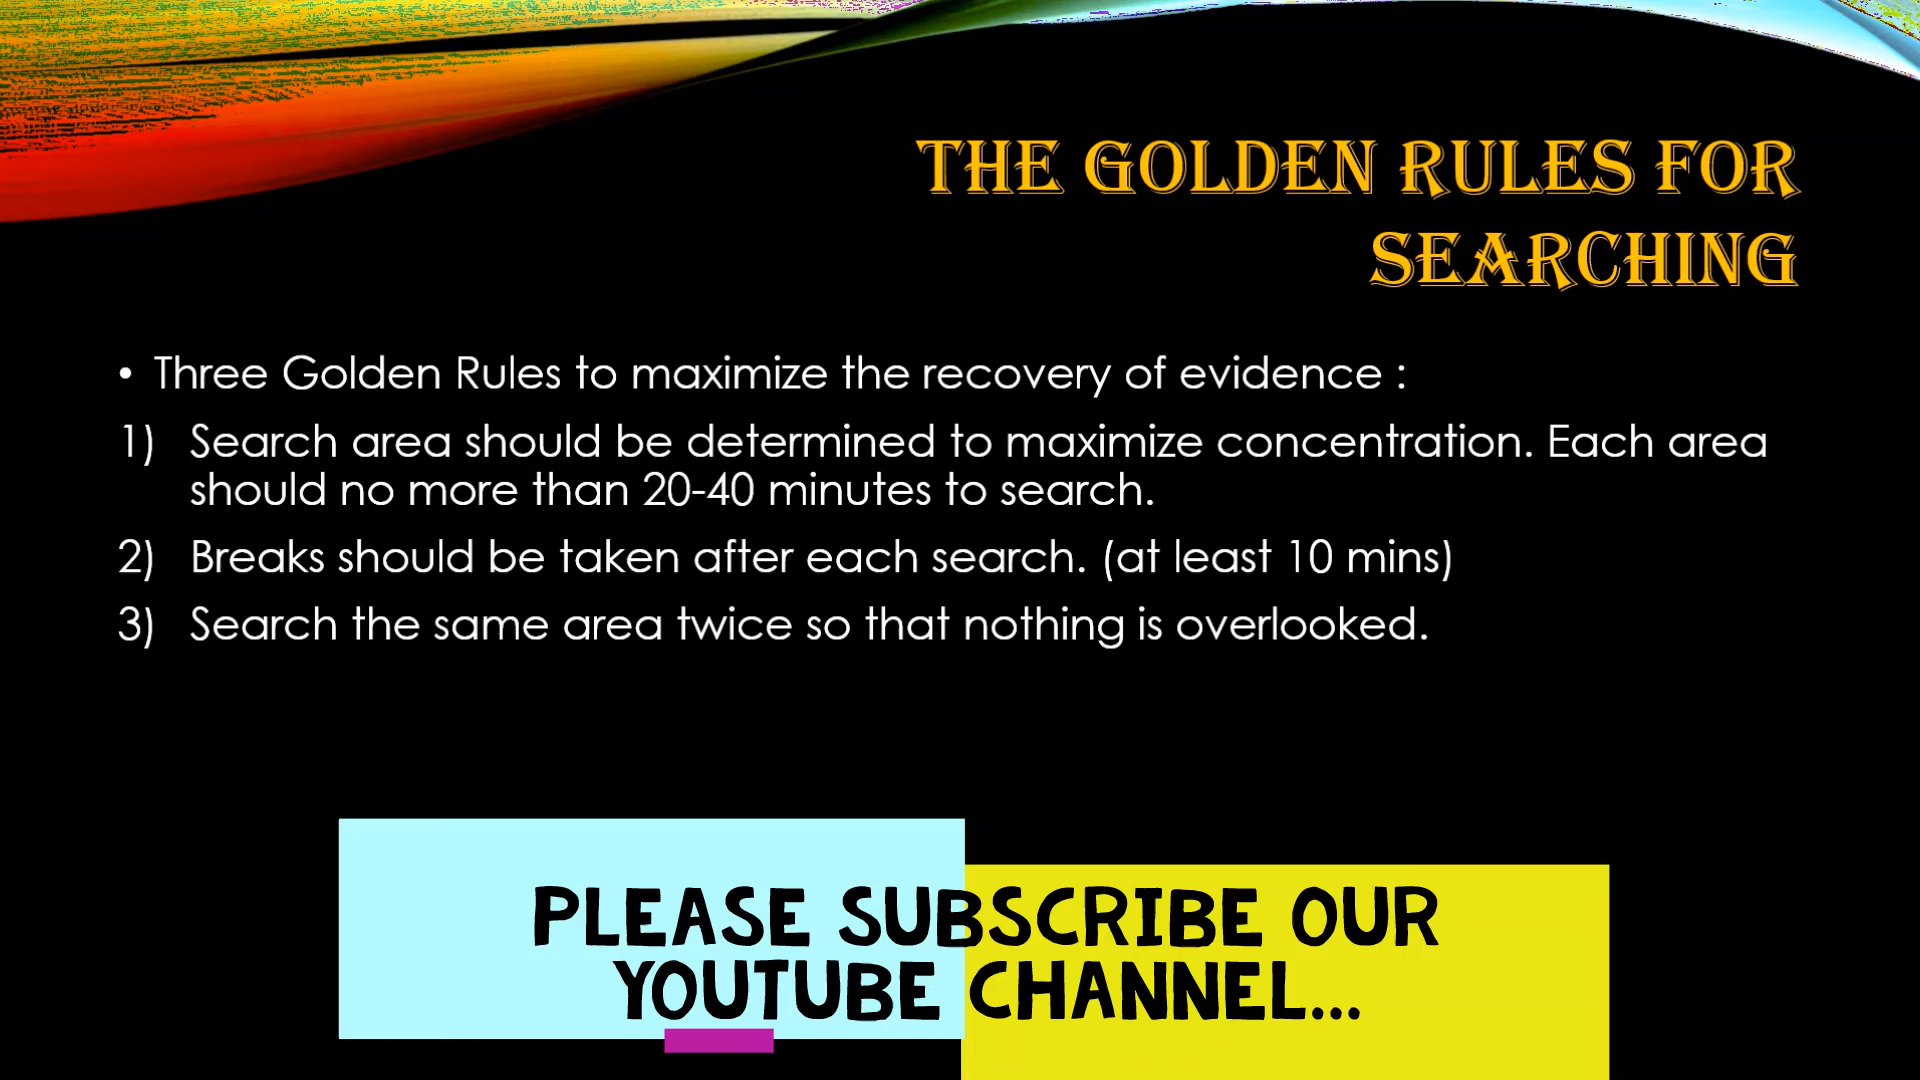 THE GOLDEN RULES FOR
SEARCHING
• Three Golden Rules to maximize the recovery of evidence :
1) Search area should be determined to maximize concentration. Each area
should no more than 20-40 minutes to search.
2) Breaks should be taken after each search. (at least 10 mins)
3) Search the same area twice so that nothing is overlooked.
PLEASE SUBSCRIBE OUR
YOUTUBE CHANNEL...